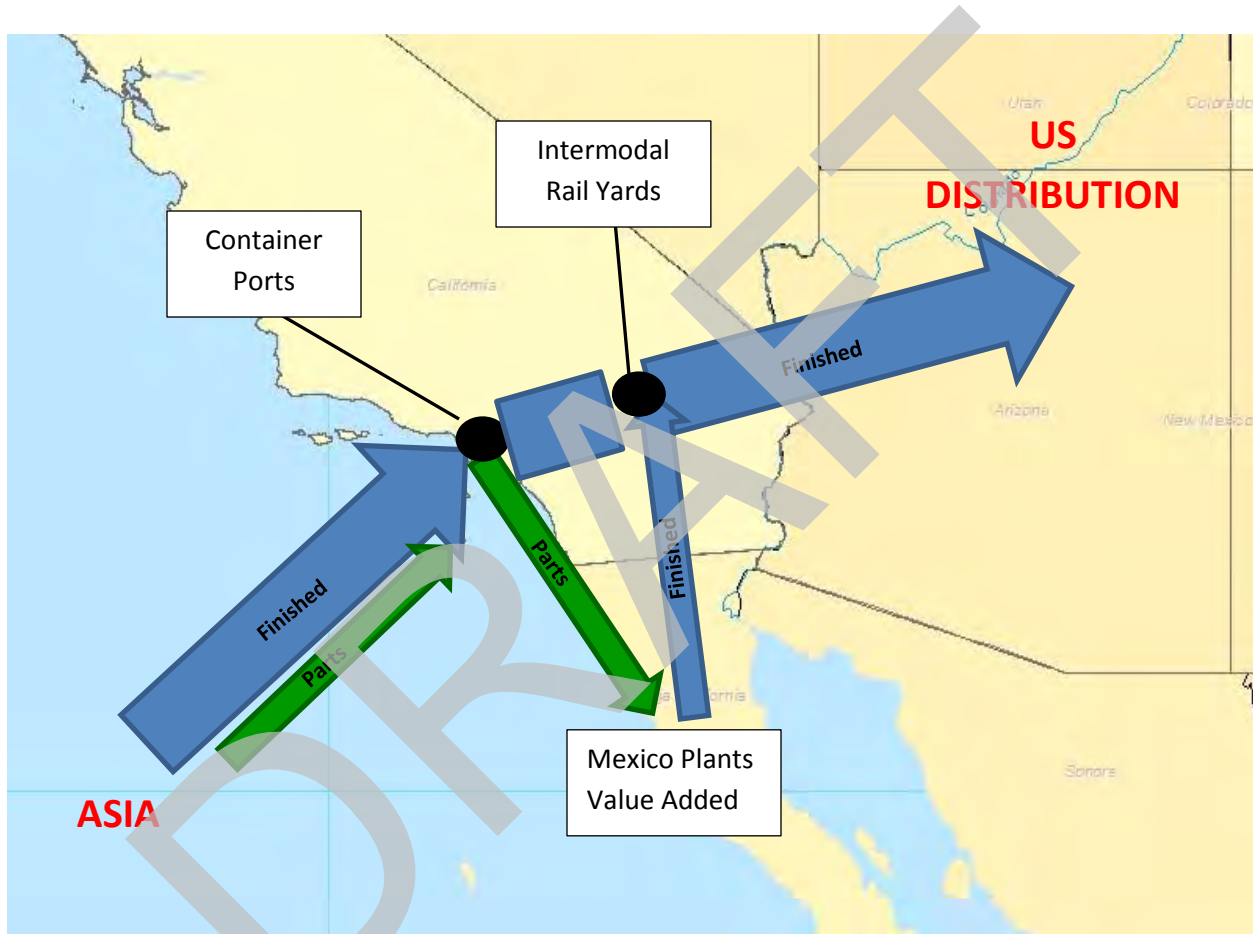 Utah
Colorado
US
DISTRIBUTION
Intermodal
Rail Yards
Container
Ports
California
Finished
Arizona
New Mexico
Parts
Finished
Finished
Parts
Mexico Plants
Value Added
Sonora
ASIA
DRAFT